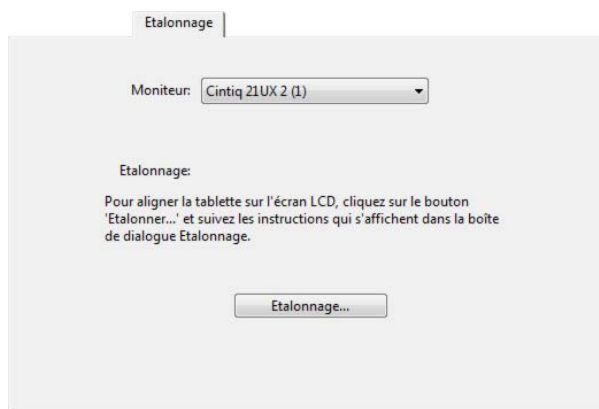 Etalonnage
Moniteur: Cintiq 21UX 2 (1)
Etalonnage:
Pour aligner la tablette sur l'écran LCD, cliquez sur le bouton
'Etalonner...' et suivez les instructions qui s'affichent dans la boîte
de dialogue Etalonnage.
Etalonnage...